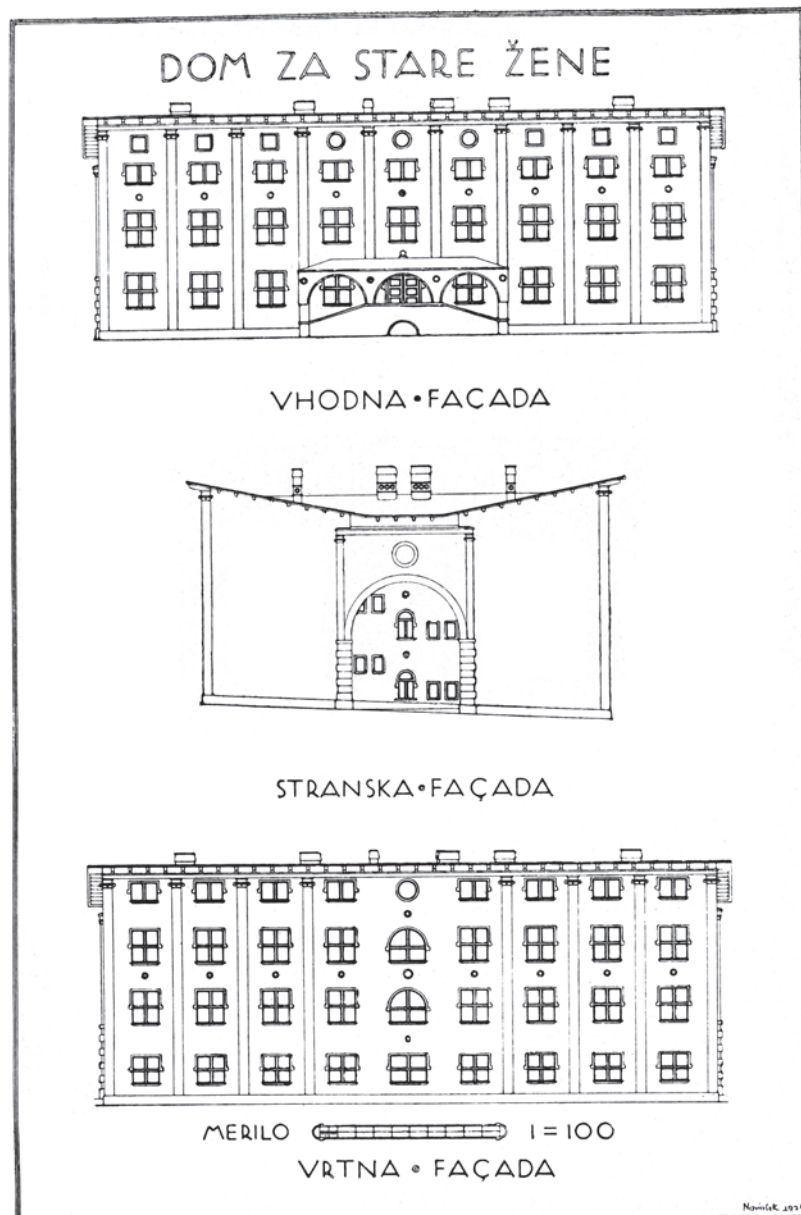 DOM ZA STARE ŽENE
VHODNA • FAÇADA
STRANSKA • FAÇADA
MERILO 1 = 100
VRTNA • FAÇADA